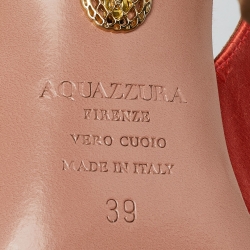 AQUAZZURA
FIRENZE
VERO CUOIO
MADE IN ITALY
39